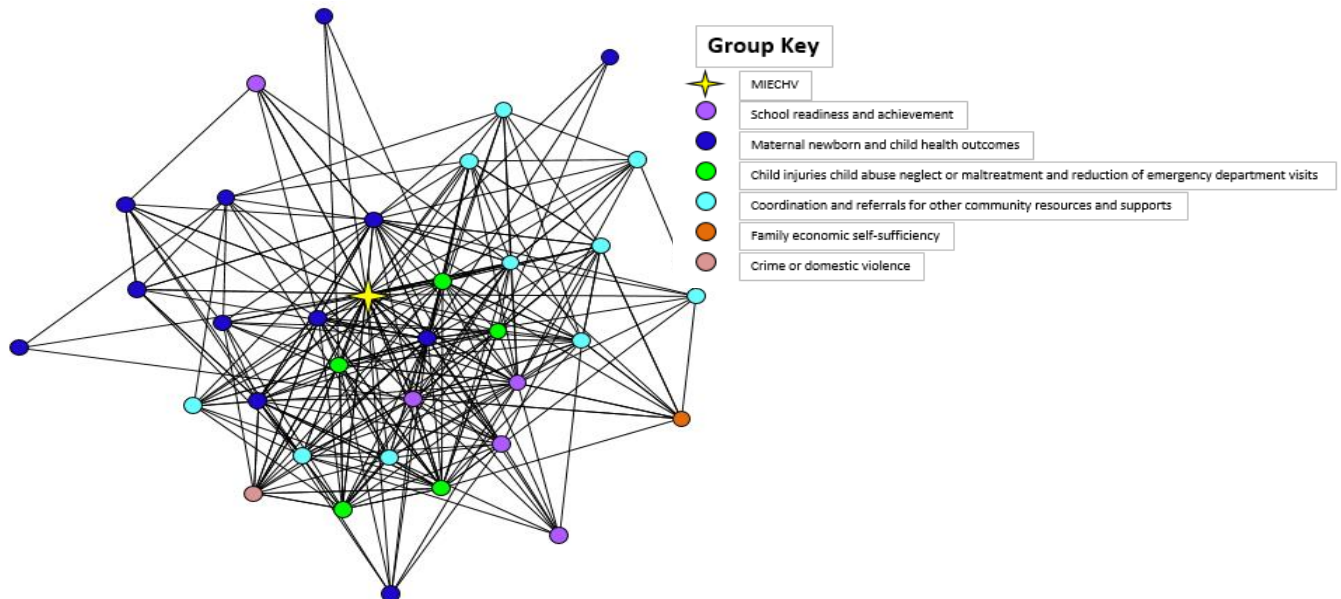 Group Key
MIECHV
School readiness and achievement
Maternal newborn and child health outcomes
Child injuries child abuse neglect or maltreatment and reduction of emergency department visits
Coordination and referrals for other community resources and supports
Family economic self-sufficiency
Crime or domestic violence